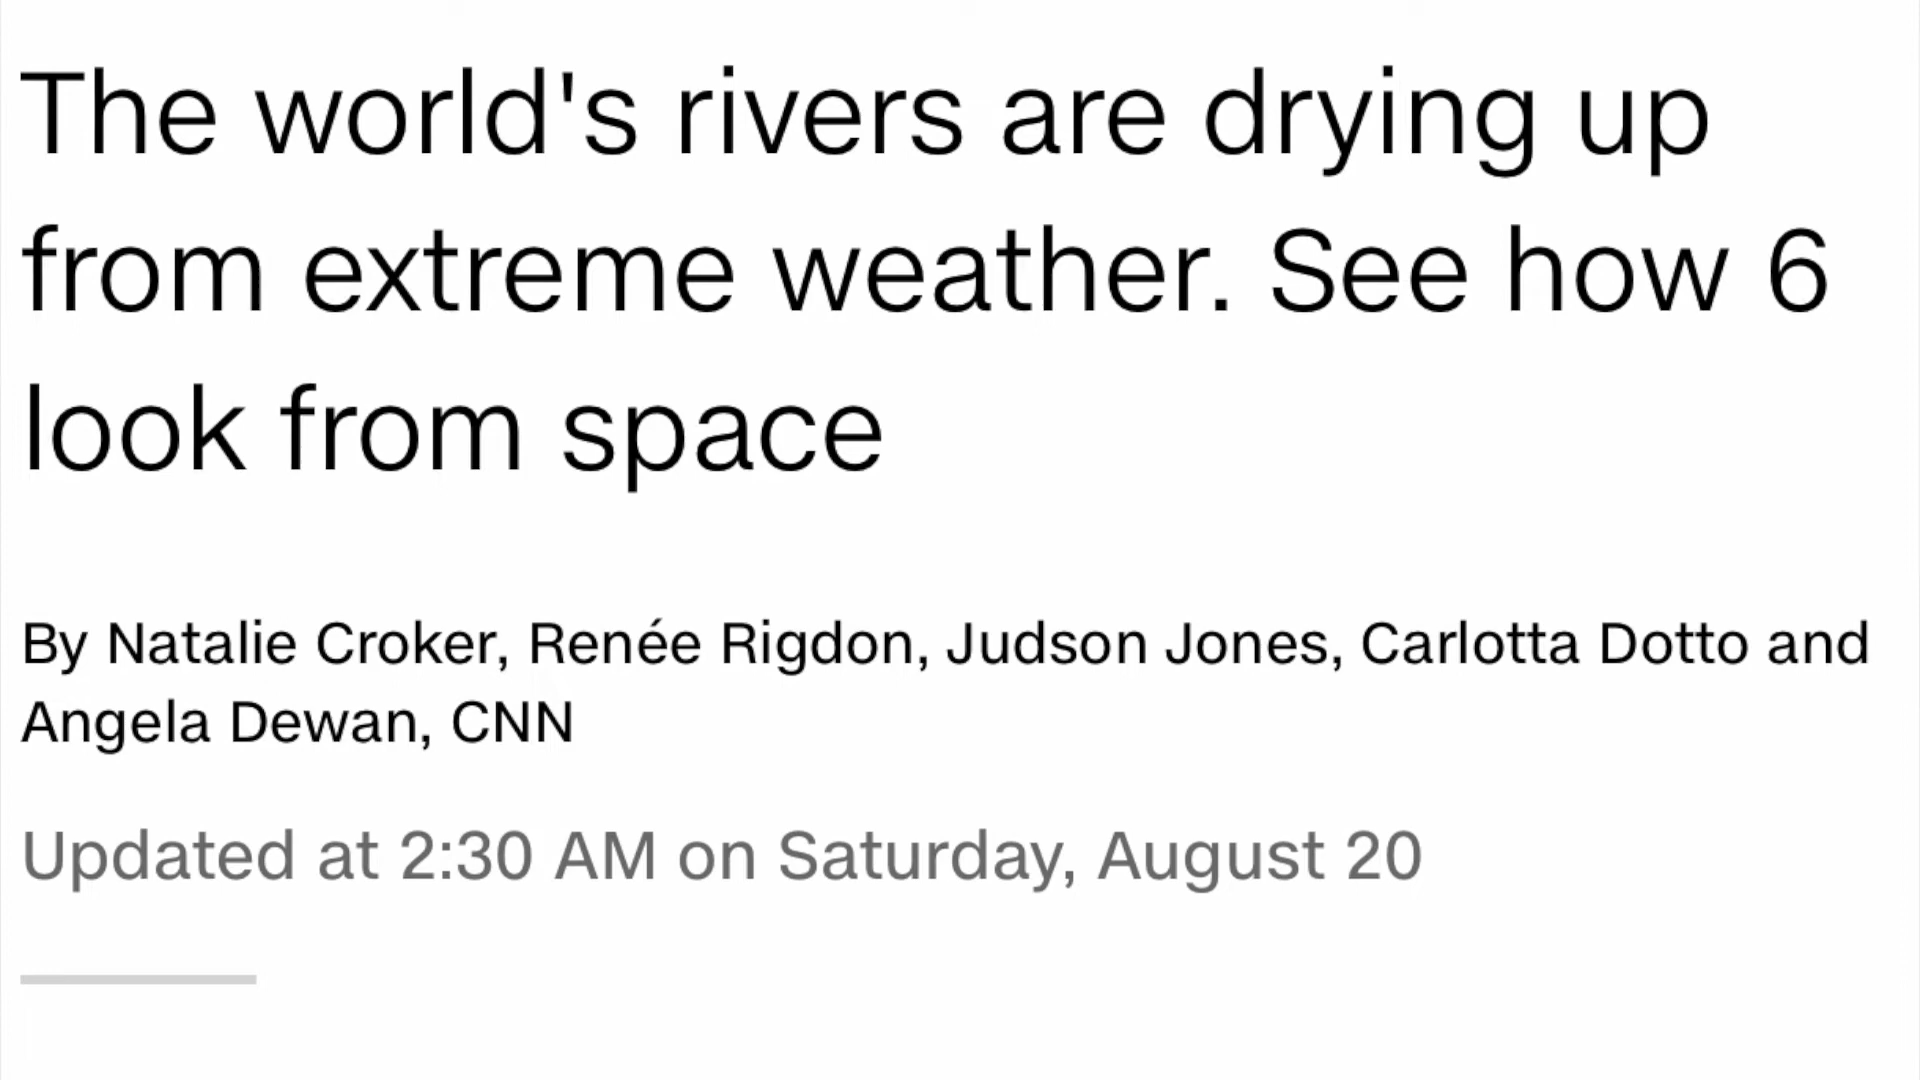 The world's rivers are drying up
from extreme weather. See how 6
look from space
By Natalie Croker, Renée Rigdon, Judson Jones, Carlotta Dotto and
Angela Dewan, CNN
Updated at 2:30 AM on Saturday, August 20